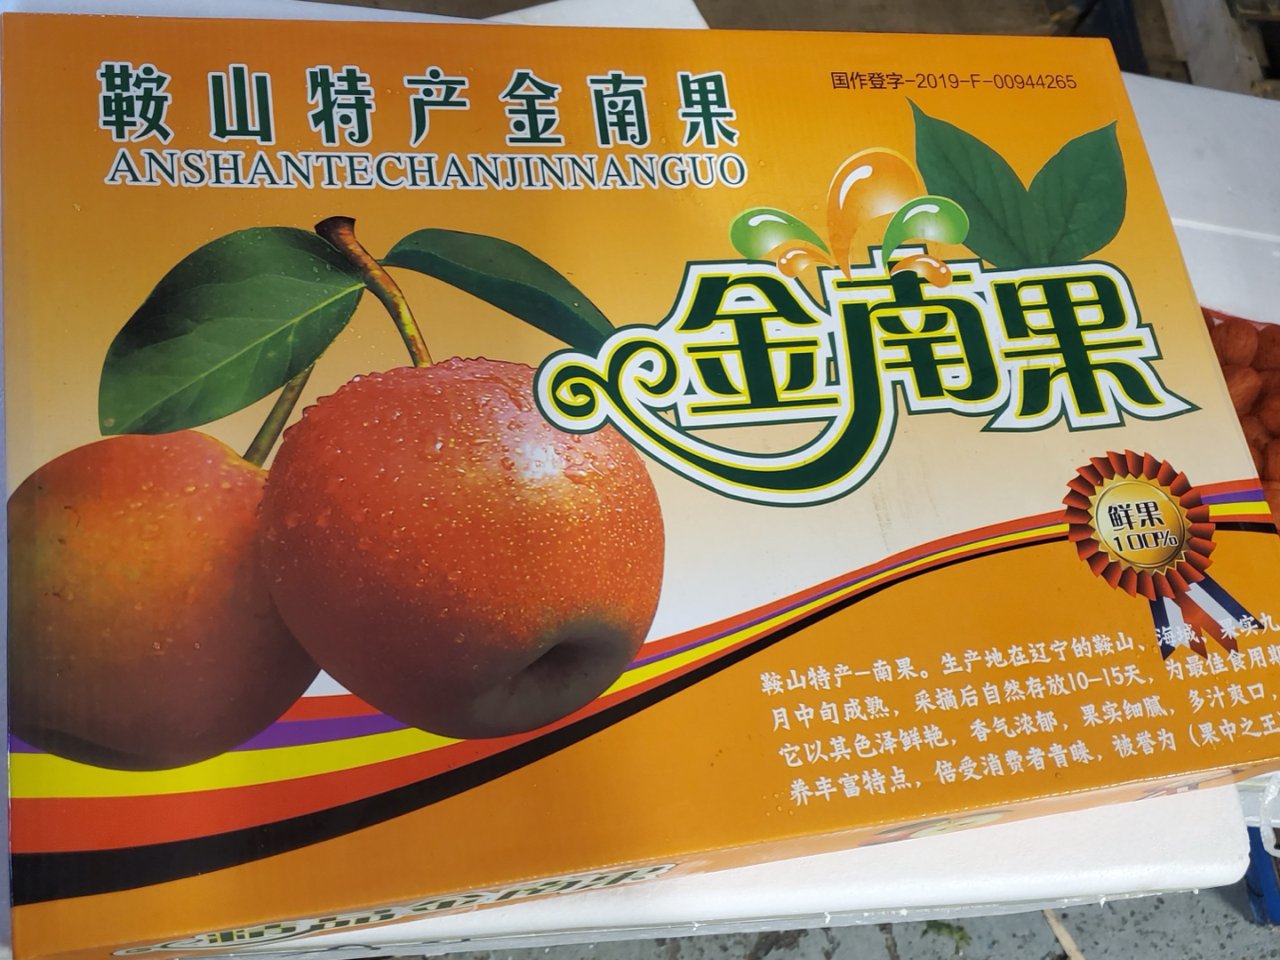 国作登字-2019-F-00944265
鞍山特产金南果
ANSHANTECHANJINNANGUO
金南果
鲜果
100%
鞍山特产-南果。生产地在辽宁的鞍山、海城、果实九
月中旬成熟，采摘后自然存放10-15天，为最佳食用期
它以其色泽鲜艳，香气浓郁，果实细腻，多汁爽口，
养丰富特点，倍受消费者青睐，被誉为（果中之王